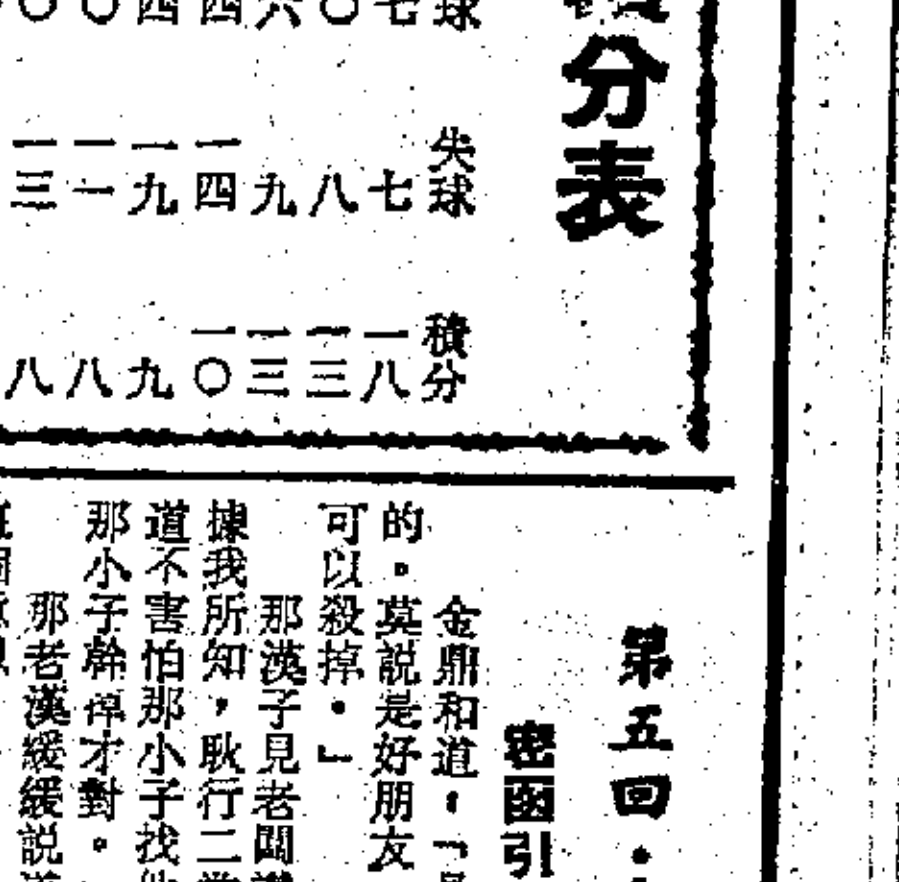 分表
球 七 〇 六 四 四 〇 〇
失球 七 八 九 一四 一九 一一 一三
積分 一八 一三 一三 一〇 九 八 八
第五回・
密函引
金鼎和道，「
的。莫説是好朋友
可以殺掉。」
那漢子見老闆
據我所知，耿行二
道不害怕那小子找
那小子幹掉才對。
那老漢緩緩説